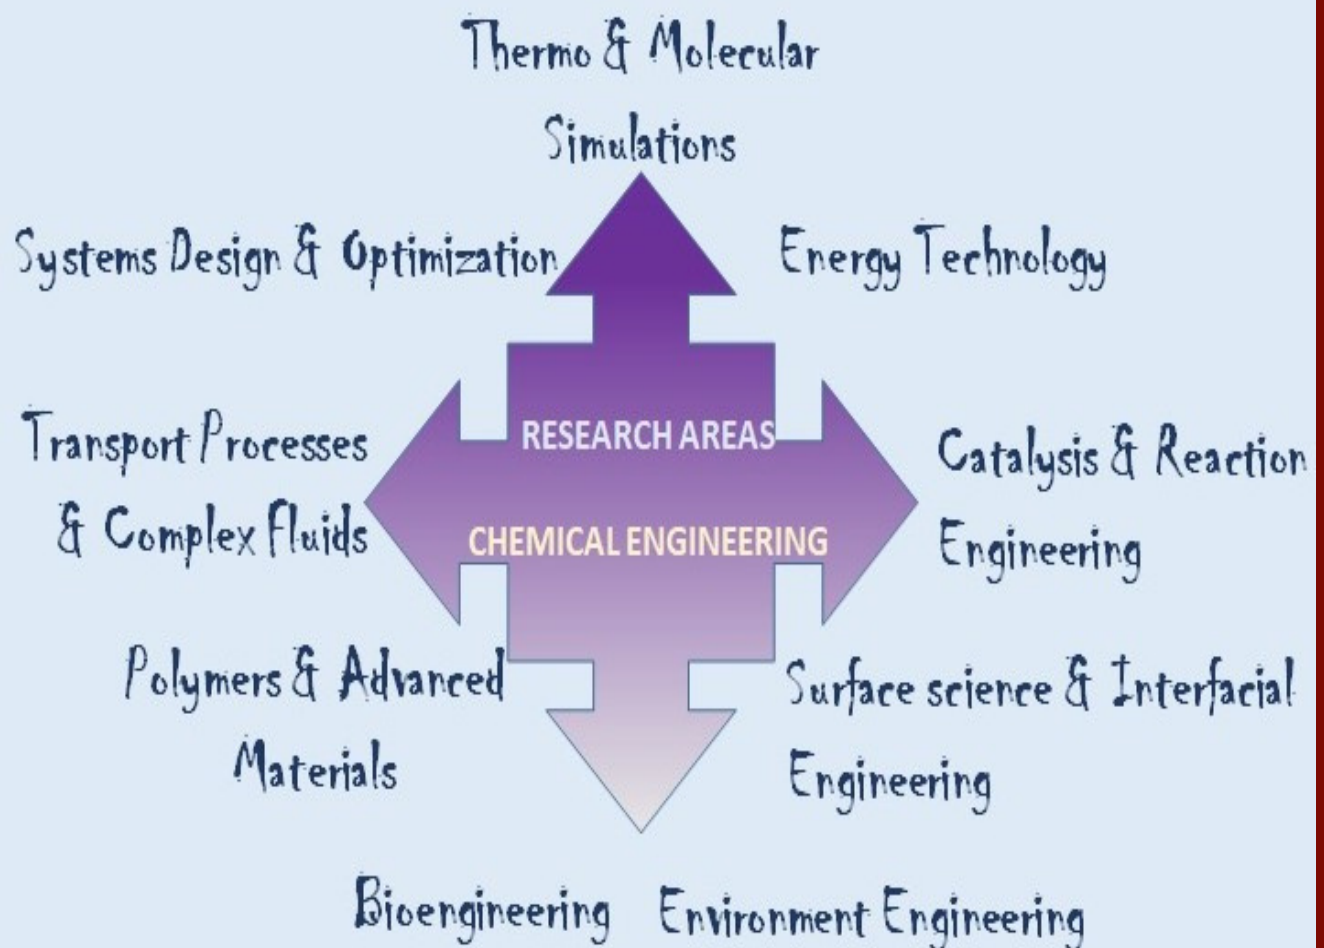 Thermo & Molecular
Simulations
Systems Design & Optimization
Energy Technology
RESEARCH AREAS
CHEMICAL ENGINEERING
Transport Processes
& Complex Fluids
Catalysis & Reaction
Engineering
Polymers & Advanced
Materials
Surface science & Interfacial
Engineering
Bioengineering
Environment Engineering